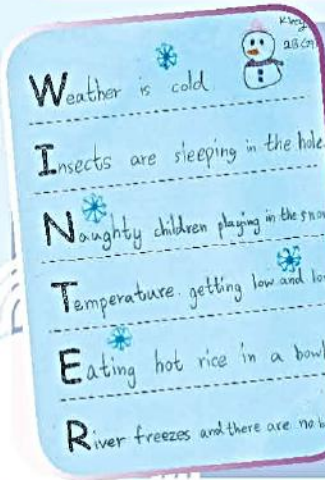 Weather is cold
Insects are sleeping in the hole
Naughty children playing in the snow
Temperature. getting low and
Eating hot rice in a bowl
River freezes and there are no